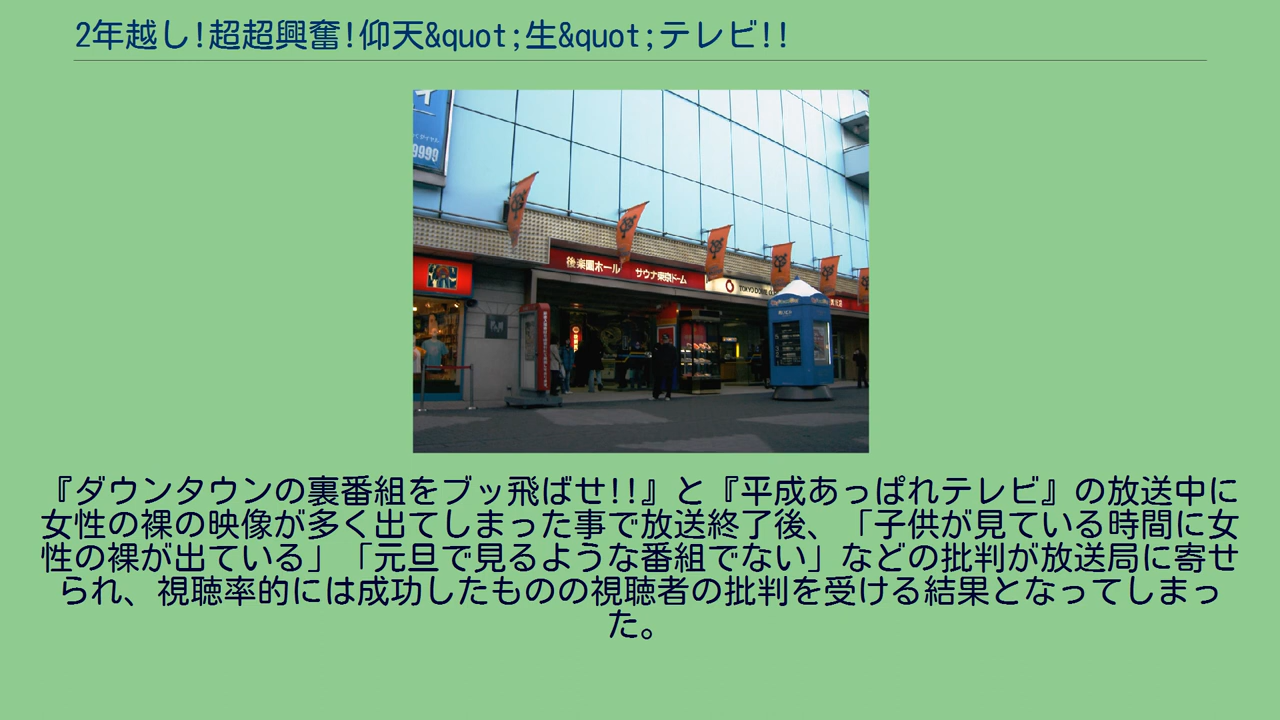 2年越し!超超興奮!仰天&quot;生&quot;テレビ!!
9999
後楽園ホール サウナ東京ドーム
TOKYO DOME
『ダウンタウンの裏番組をブッ飛ばせ!!』と『平成あっぱれテレビ』の放送中に
女性の裸の映像が多く出てしまった事で放送終了後、「子供が見ている時間に女
性の裸が出ている」「元旦で見るような番組でない」などの批判が放送局に寄せ
られ、視聴率的には成功したものの視聴者の批判を受ける結果となってしまっ
た。